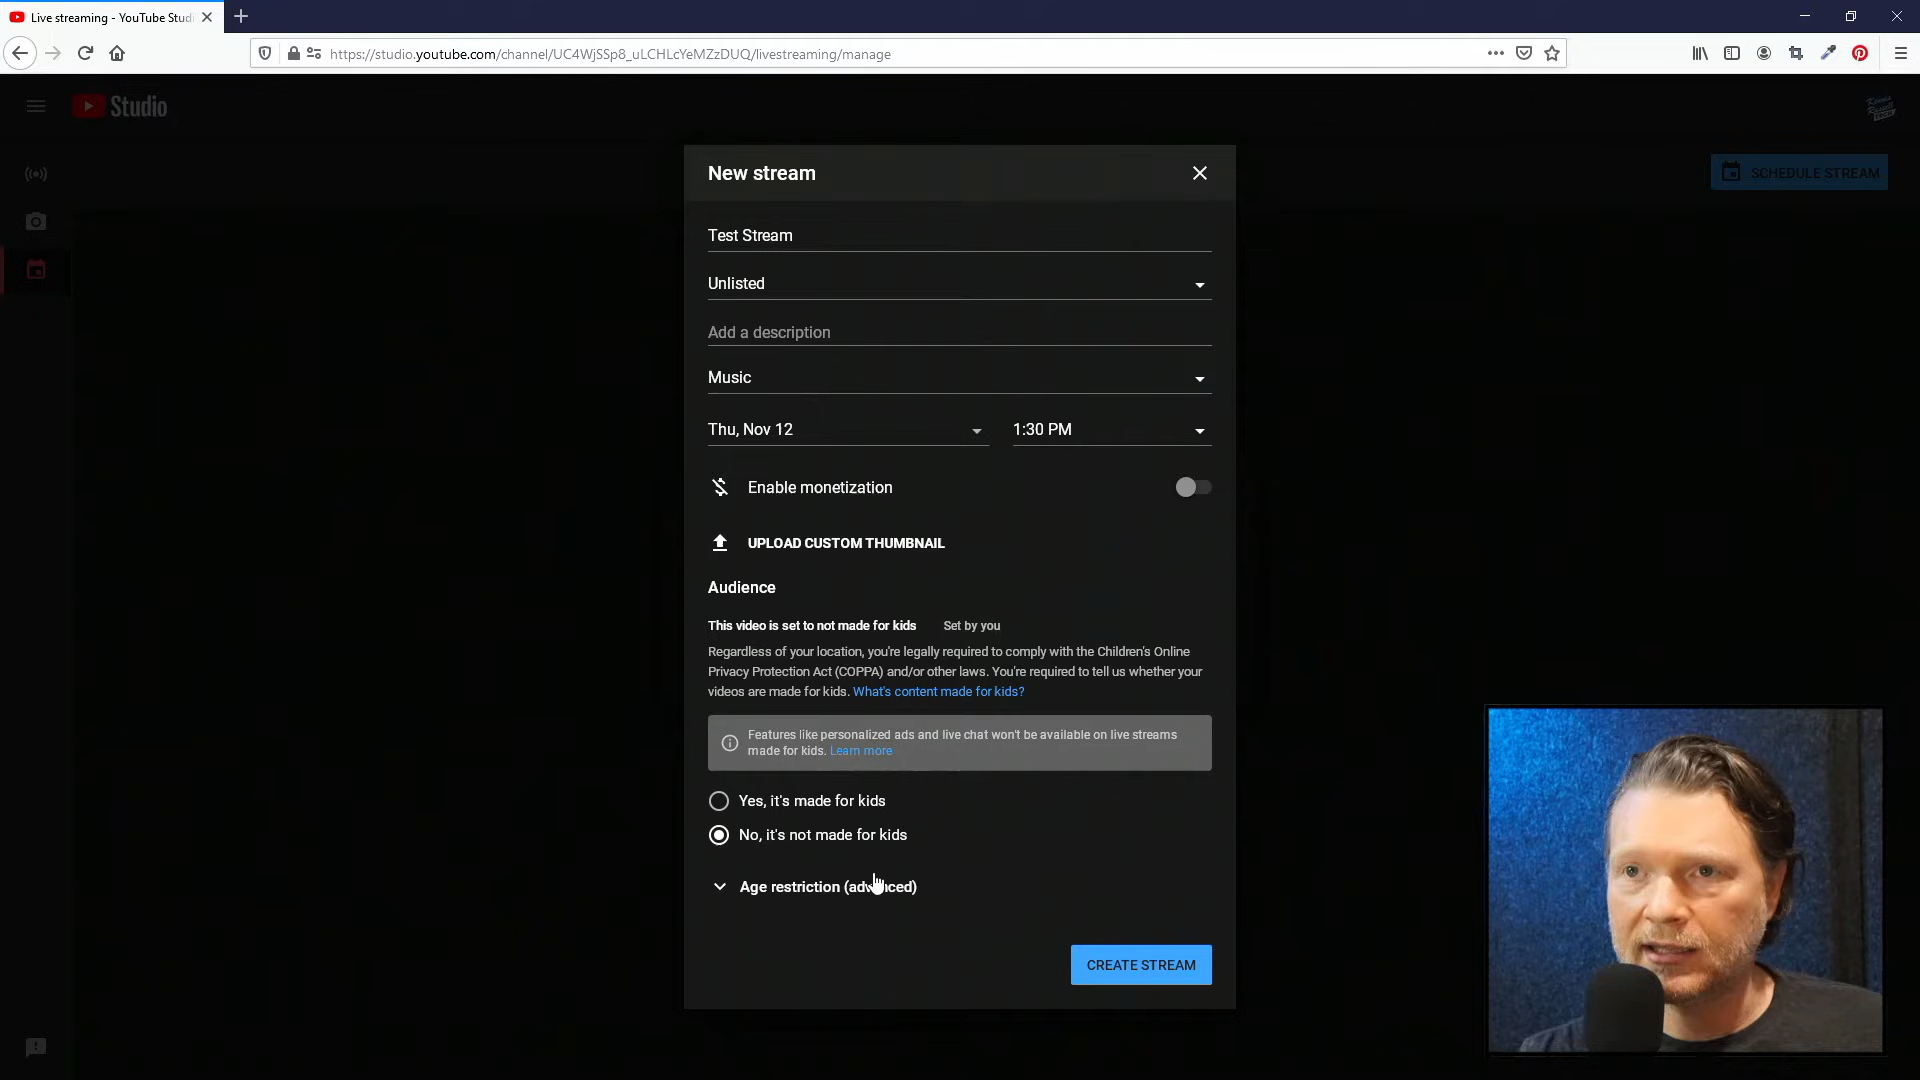 Live streaming - YouTube Stud
https://studio.youtube.com/channel/UC4WjSSp8_uLCHLcYeMZzDUQ/livestreaming/manage
Studio
SCHEDULE STREAM
New stream
Test Stream
Unlisted
Add a description
Music
Thu, Nov 12
1:30 PM
Enable monetization
UPLOAD CUSTOM THUMBNAIL
Audience
This video is set to not made for kids Set by you
Regardless of your location, you're legally required to comply with the Children's Online
Privacy Protection Act (COPPA) and/or other laws. You're required to tell us whether your
videos are made for kids. What's content made for kids?
Features like personalized ads and live chat won't be available on live streams
made for kids. Learn more
Yes, it's made for kids
No, it's not made for kids
Age restriction (advanced)
CREATE STREAM